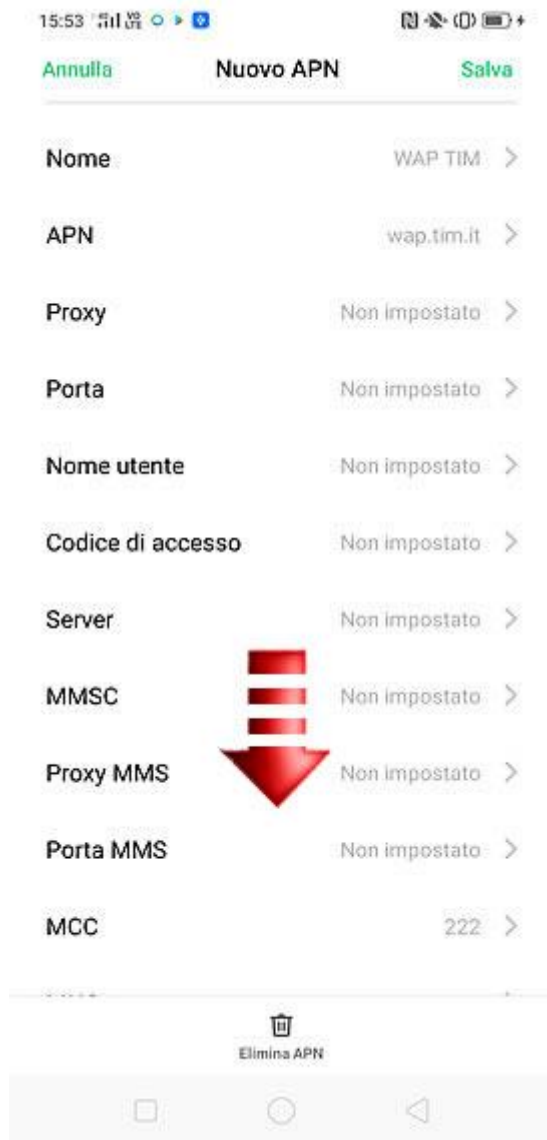 15:53
Annulla Nuovo APN Salva
Nome WAP TIM
APN wap.tim.it
Proxy Non impostato
Porta Non impostato
Nome utente Non impostato
Codice di accesso Non impostato
Server Non impostato
MMSC Non impostato
Proxy MMS Non impostato
Porta MMS Non impostato
MCC 222
Elimina APN